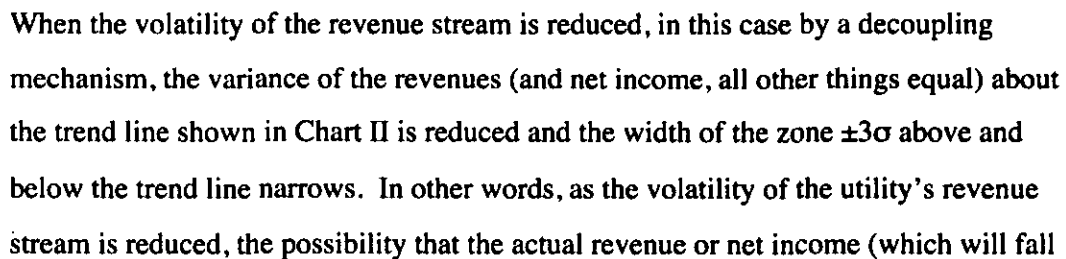 When the volatility of the revenue stream is reduced, in this case by a decoupling
mechanism, the variance of the revenues (and net income, all other things equal) about
the trend line shown in Chart II is reduced and the width of the zone ±3σ above and
below the trend line narrows. In other words, as the volatility of the utility's revenue
stream is reduced, the possibility that the actual revenue or net income (which will fall